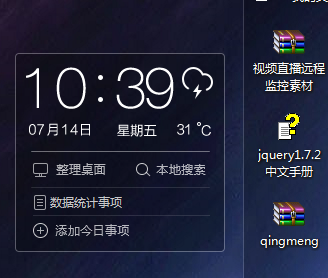 10:39
07月14日 星期五 31℃
整理桌面 本地搜索
数据统计事项
添加今日事项
视频直播远程
监控素材
jquery1.7.2
中文手册
qingmeng